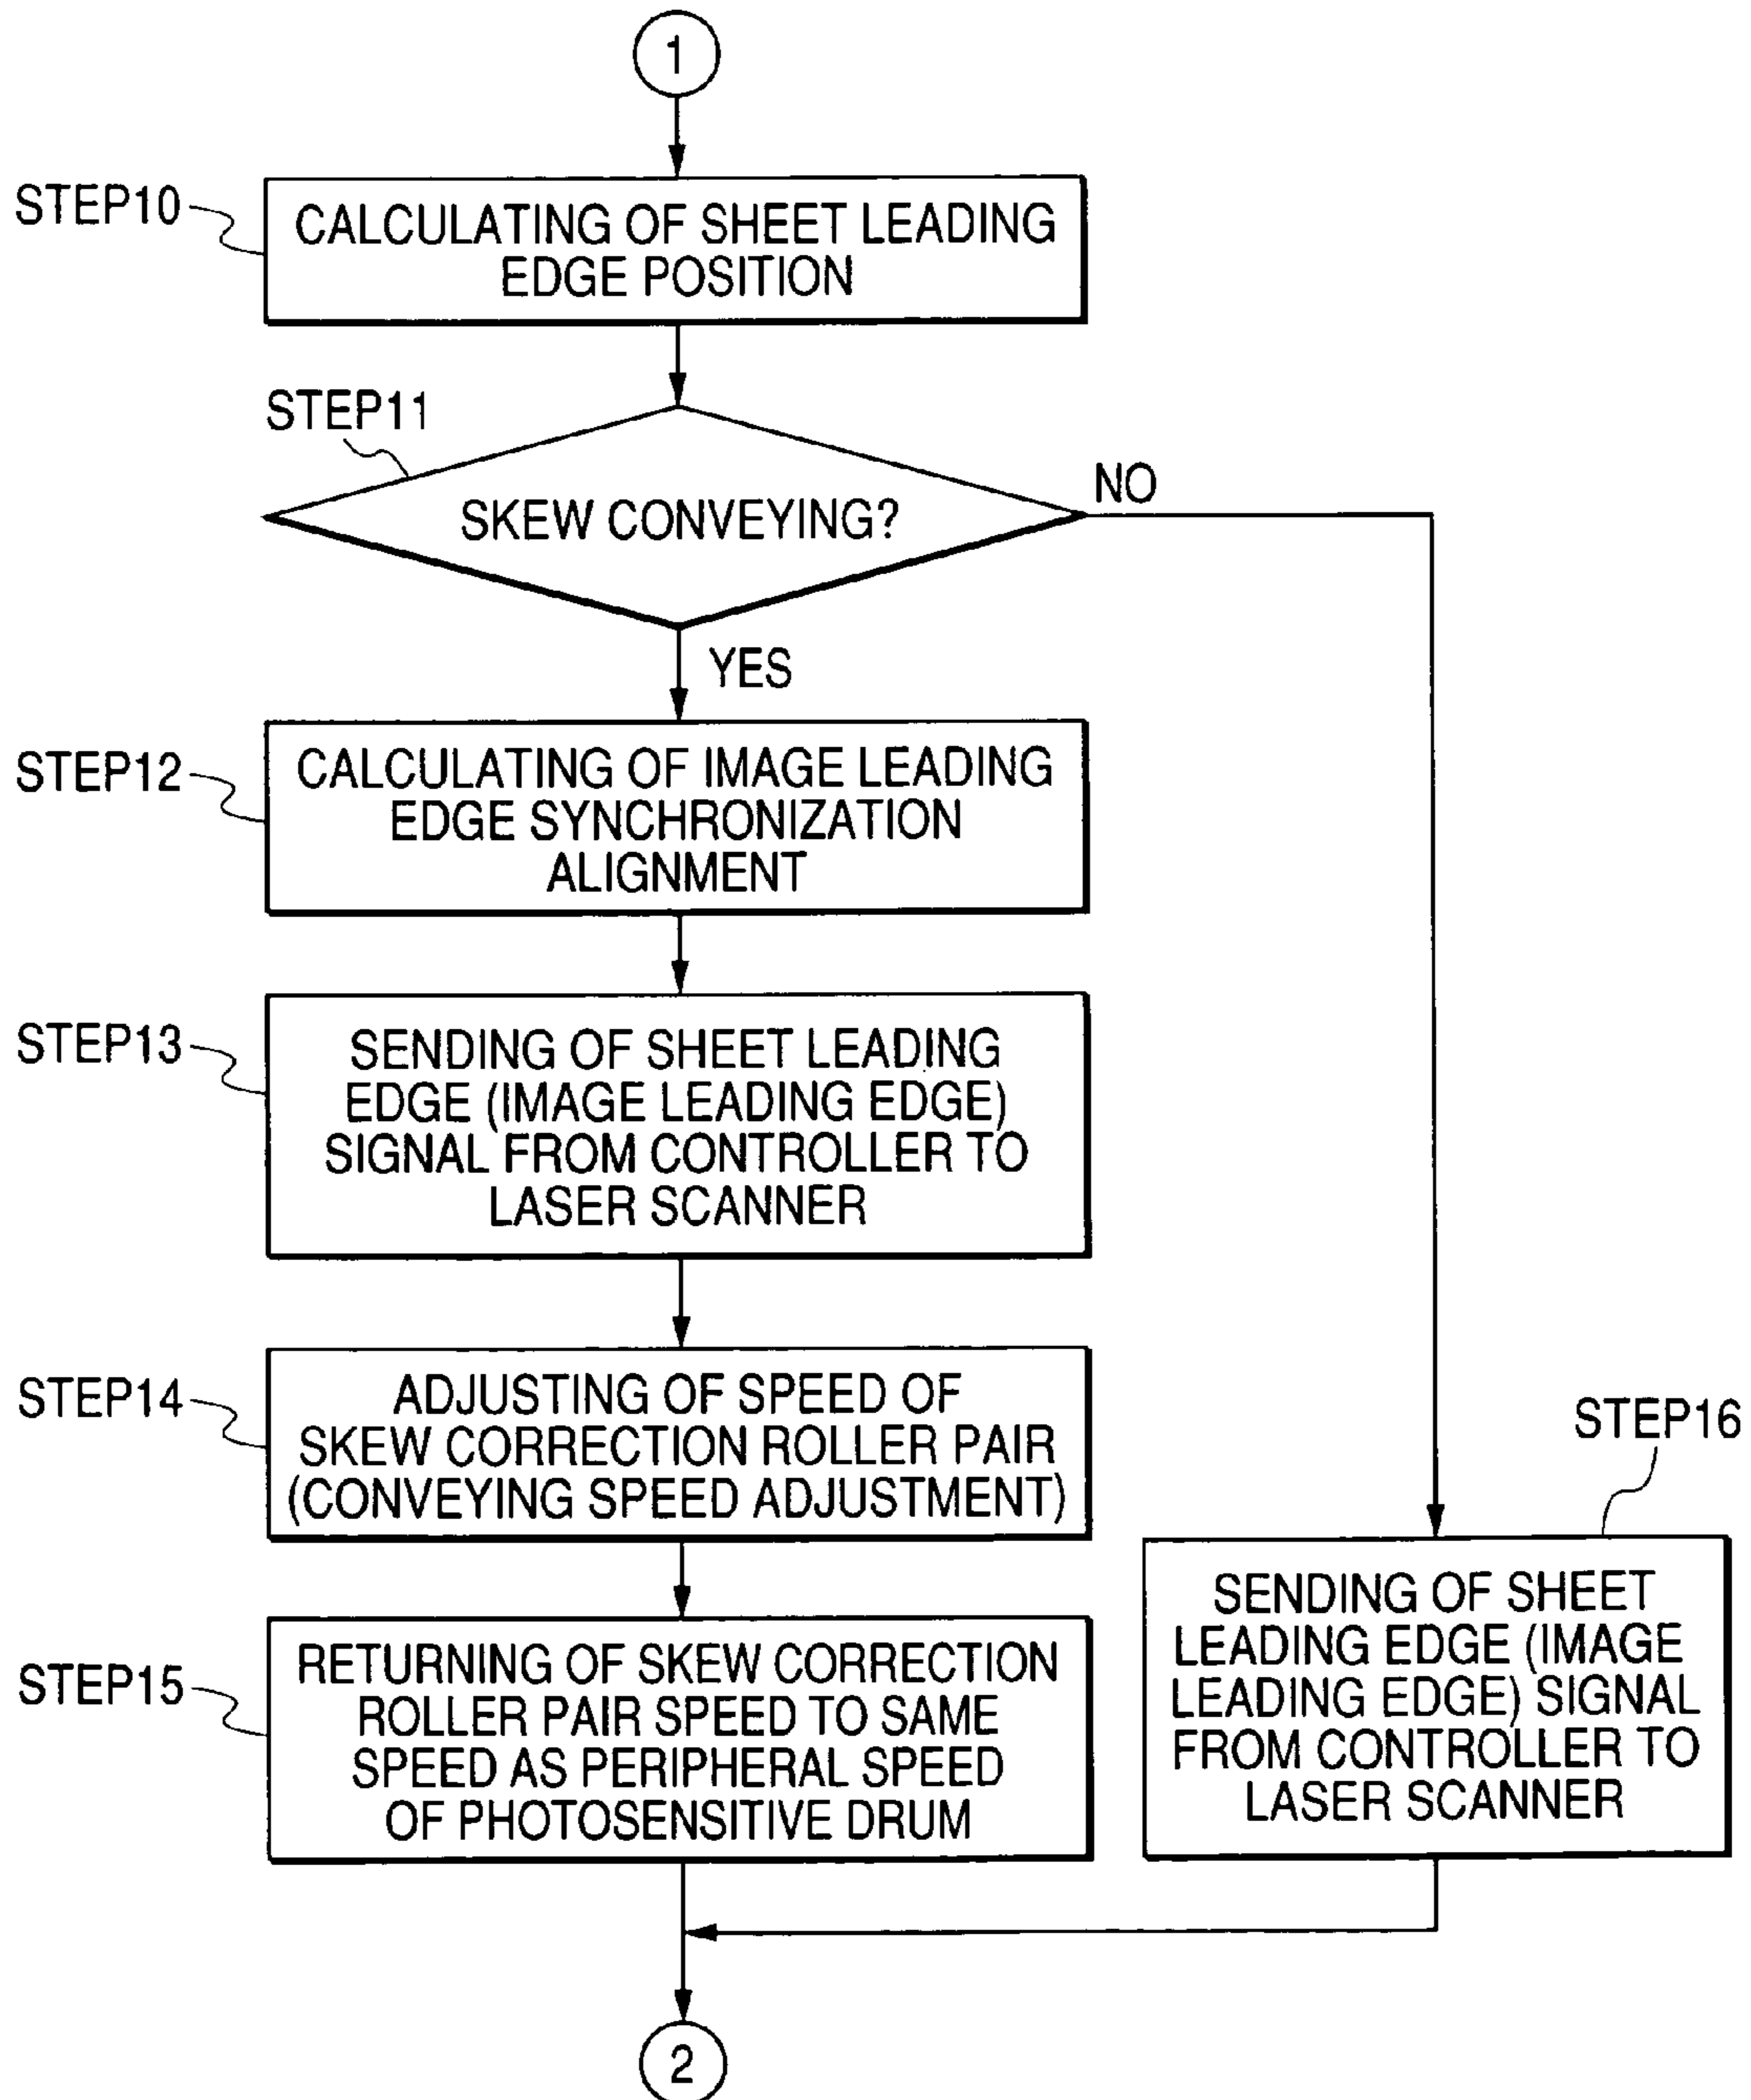 1
STEP10
CALCULATING OF SHEET LEADING
EDGE POSITION
STEP11
SKEW CONVEYING?
NO
YES
STEP12
CALCULATING OF IMAGE LEADING
EDGE SYNCHRONIZATION
ALIGNMENT
STEP13
SENDING OF SHEET LEADING
EDGE (IMAGE LEADING EDGE)
SIGNAL FROM CONTROLLER TO
LASER SCANNER
STEP14
ADJUSTING OF SPEED OF
SKEW CORRECTION ROLLER PAIR
(CONVEYING SPEED ADJUSTMENT)
STEP15
RETURNING OF SKEW CORRECTION
ROLLER PAIR SPEED TO SAME
SPEED AS PERIPHERAL SPEED
OF PHOTOSENSITIVE DRUM
STEP16
SENDING OF SHEET
LEADING EDGE (IMAGE
LEADING EDGE) SIGNAL
FROM CONTROLLER TO
LASER SCANNER
2